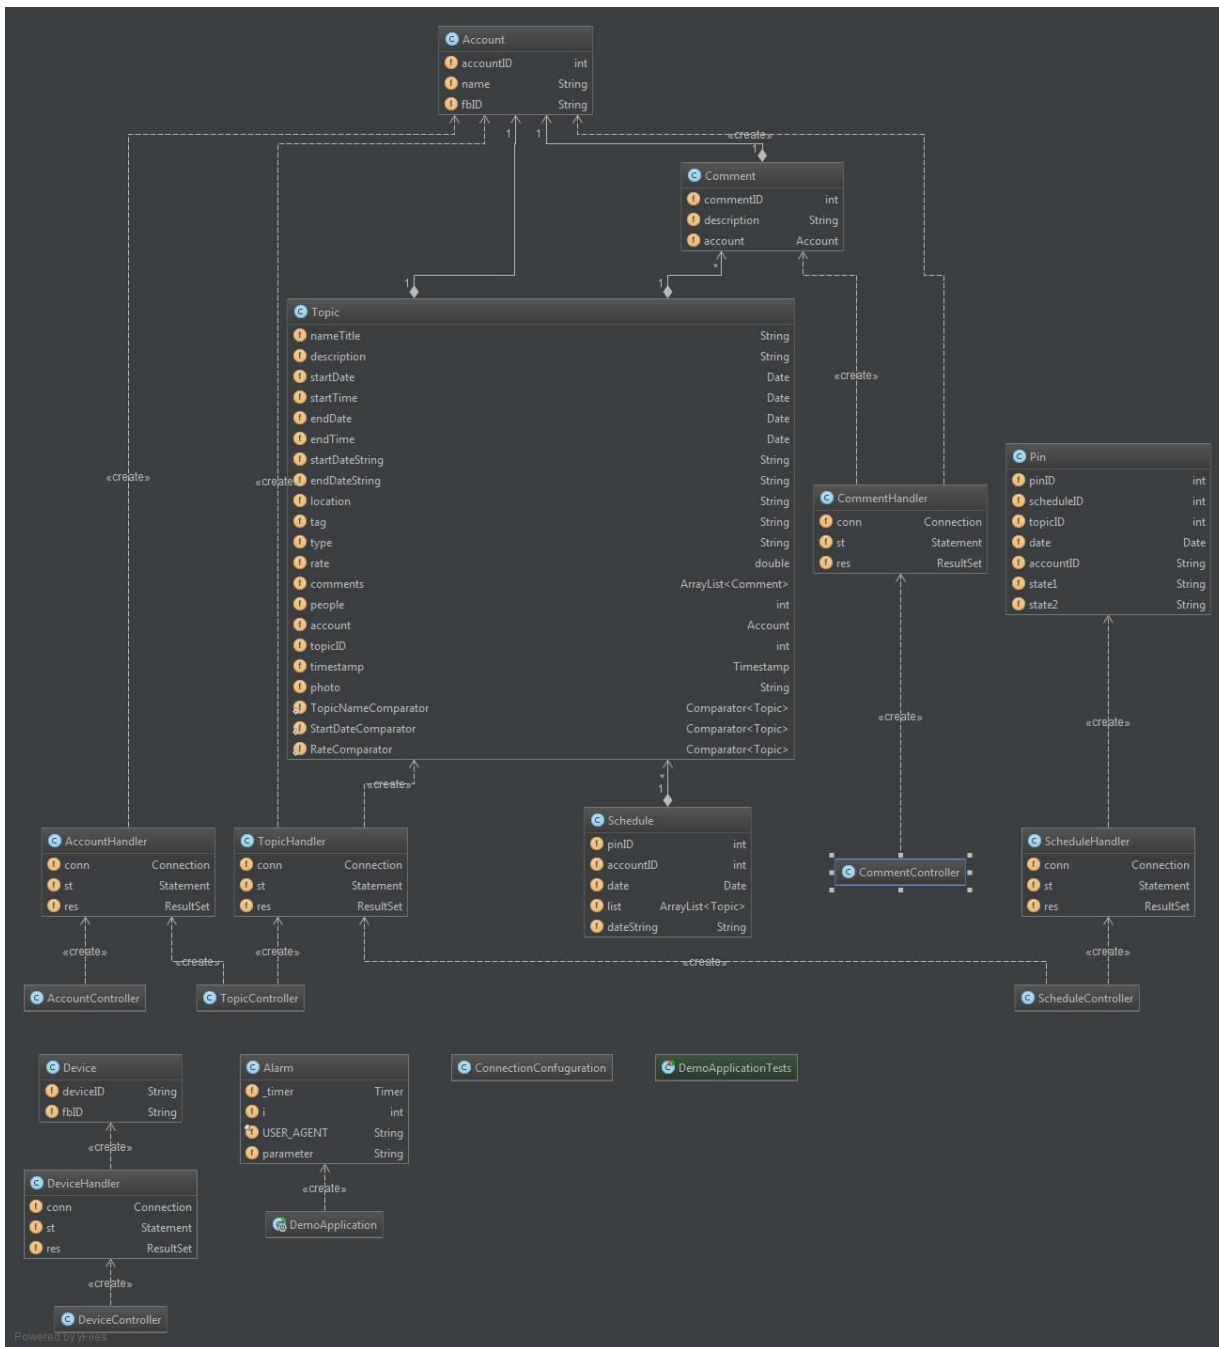 Account
accountID int
name String
fbID String
1 1 «create»
1
Comment
commentID int
description String
account Account
1 1 *
Topic
nameTitle String
description String
startDate Date
startTime Date
endDate Date
endTime Date
startDateString String
endDateString String
location String
tag String
type String
rate double
comments ArrayList<Comment>
people int
account Account
topicID int
timestamp Timestamp
photo String
TopicNameComparator Comparator<Topic>
StartDateComparator Comparator<Topic>
RateComparator Comparator<Topic>
«create»
«create»
«create»
CommentHandler
conn Connection
st Statement
res ResultSet
Pin
pinID int
scheduleID int
topicID int
date Date
accountID String
state1 String
state2 String
«create»
«create»
«create»
*
1
AccountHandler
conn Connection
st Statement
res ResultSet
TopicHandler
conn Connection
st Statement
res ResultSet
Schedule
pinID int
accountID int
date Date
list ArrayList<Topic>
dateString String
CommentController
ScheduleHandler
conn Connection
st Statement
res ResultSet
«create» «create» «create» «create» «create»
AccountController
TopicController
ScheduleController
Device
deviceID String
fbID String
Alarm
_timer Timer
i int
USER_AGENT String
parameter String
ConnectionConfuguration
DemoApplicationTests
«create»
DeviceHandler
conn Connection
st Statement
res ResultSet
«create»
DemoApplication
«create»
DeviceController
Powered by yFiles